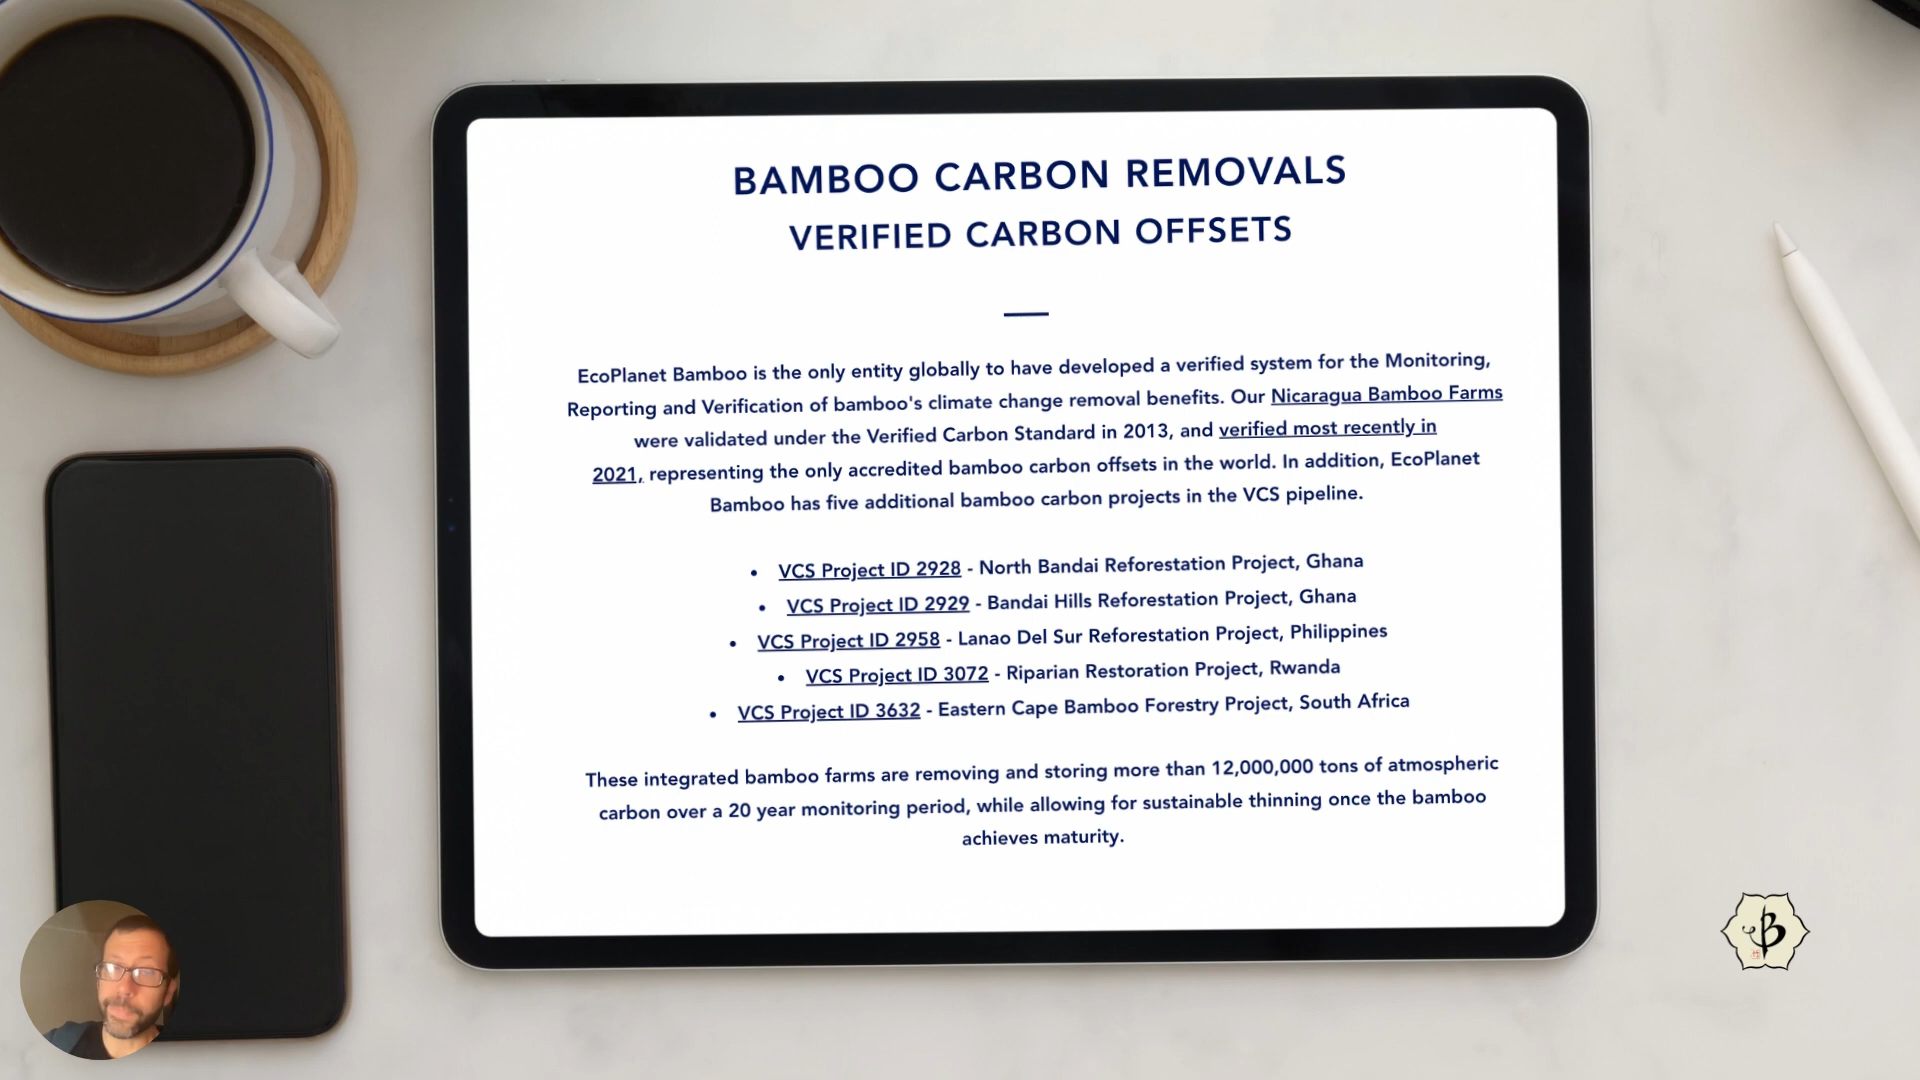 BAMBOO CARBON REMOVALS
VERIFIED CARBON OFFSETS
EcoPlanet Bamboo is the only entity globally to have developed a verified system for the Monitoring,
Reporting and Verification of bamboo's climate change removal benefits. Our Nicaragua Bamboo Farms
were validated under the Verified Carbon Standard in 2013, and verified most recently in
2021, representing the only accredited bamboo carbon offsets in the world. In addition, EcoPlanet
Bamboo has five additional bamboo carbon projects in the VCS pipeline.
• VCS Project ID 2928 - North Bandai Reforestation Project, Ghana
• VCS Project ID 2929 - Bandai Hills Reforestation Project, Ghana
• VCS Project ID 2958 - Lanao Del Sur Reforestation Project, Philippines
• VCS Project ID 3072 - Riparian Restoration Project, Rwanda
• VCS Project ID 3632 - Eastern Cape Bamboo Forestry Project, South Africa
These integrated bamboo farms are removing and storing more than 12,000,000 tons of atmospheric
carbon over a 20 year monitoring period, while allowing for sustainable thinning once the bamboo
achieves maturity.
B